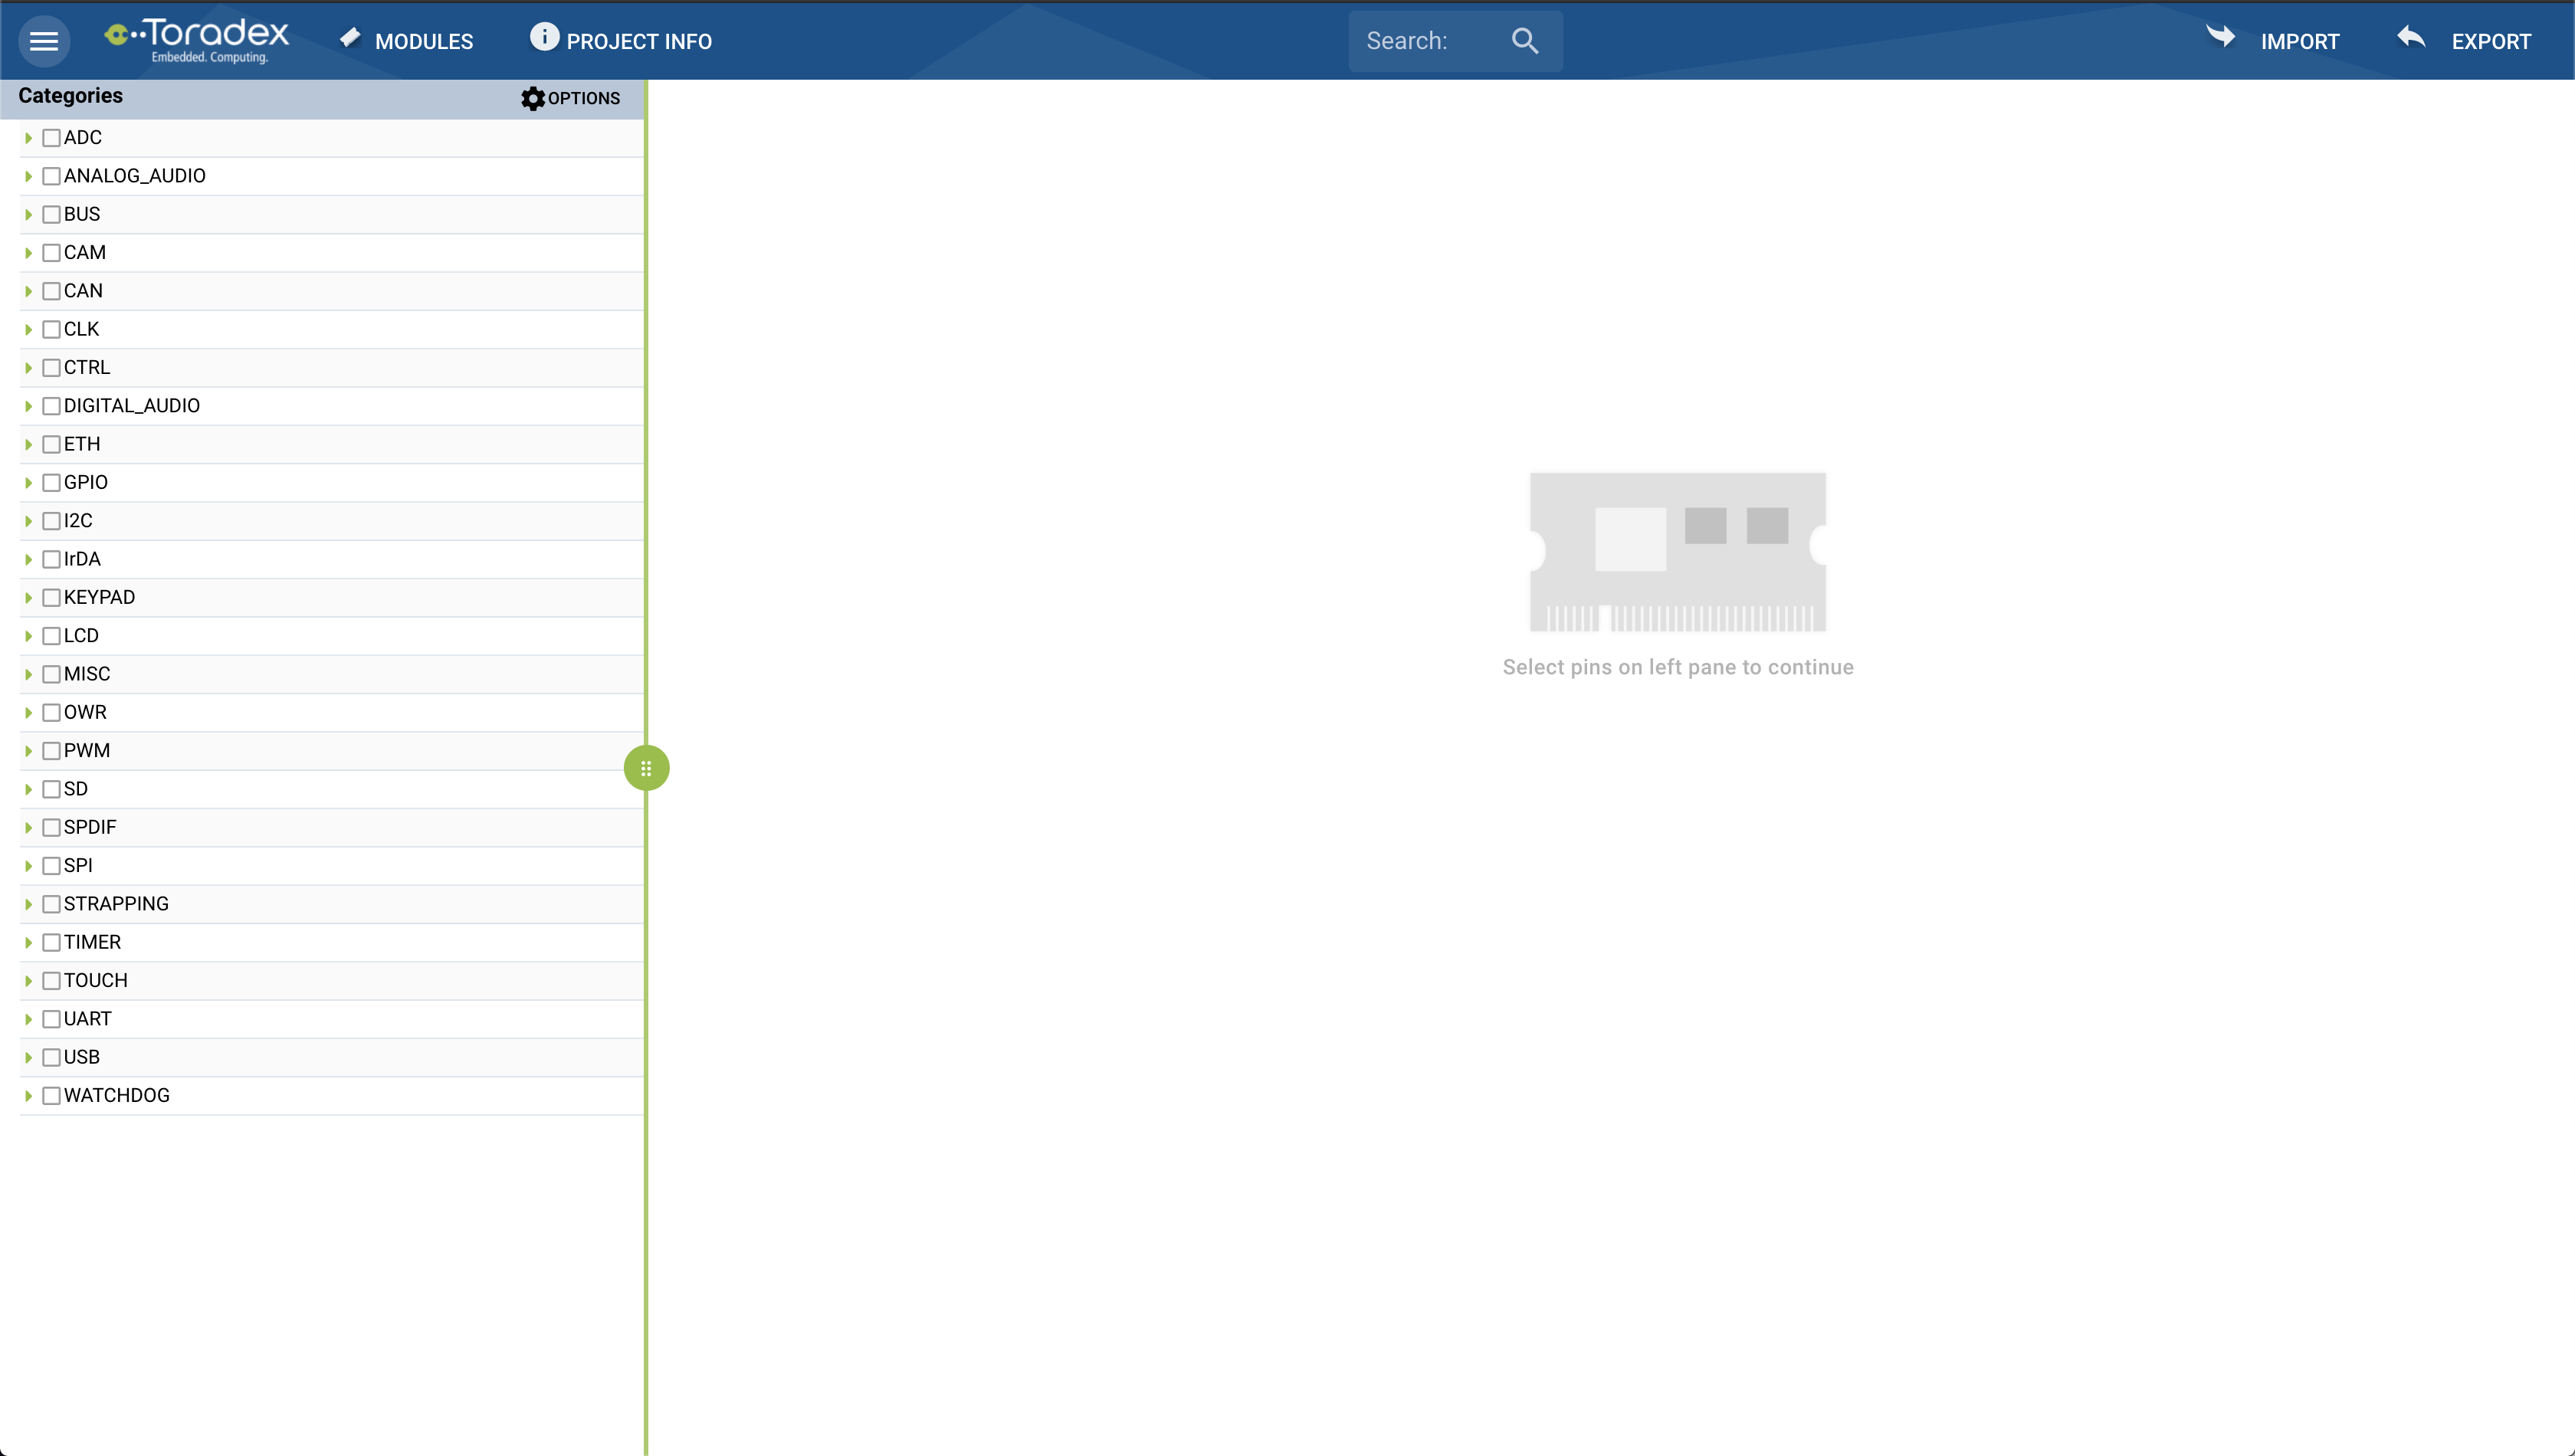 Toradex
Embedded. Computing.
MODULES
PROJECT INFO
Search:
IMPORT
EXPORT
Categories
OPTIONS
ADC
ANALOG_AUDIO
BUS
CAM
CAN
CLK
CTRL
DIGITAL_AUDIO
ETH
GPIO
I2C
IrDA
KEYPAD
LCD
MISC
OWR
PWM
SD
SPDIF
SPI
STRAPPING
TIMER
TOUCH
UART
USB
WATCHDOG
Select pins on left pane to continue